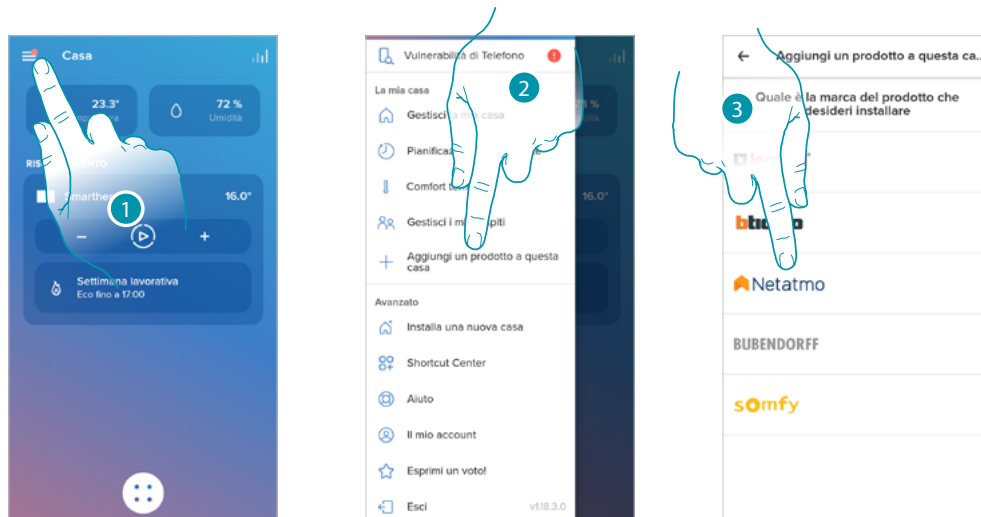 Casa
23.3°
72 %
Umidità
16.0°
1
Settimana lavorativa
Eco fino a 17:00
Vulnerabilità di Telefono
La mia casa
2
Gestisci la mia casa
Comfort
Gestisci i
Aggiungi un prodotto a questa
casa
Avanzato
Installa una nuova casa
Shortcut Center
Aiuto
Il mio account
Esprimi un voto!
Esci
v1.18.3.0
16.0°
Aggiungi un prodotto a questa ca...
3
Quale è la marca del prodotto che
desideri installare
Netatmo
BUBENDORFF
somfy